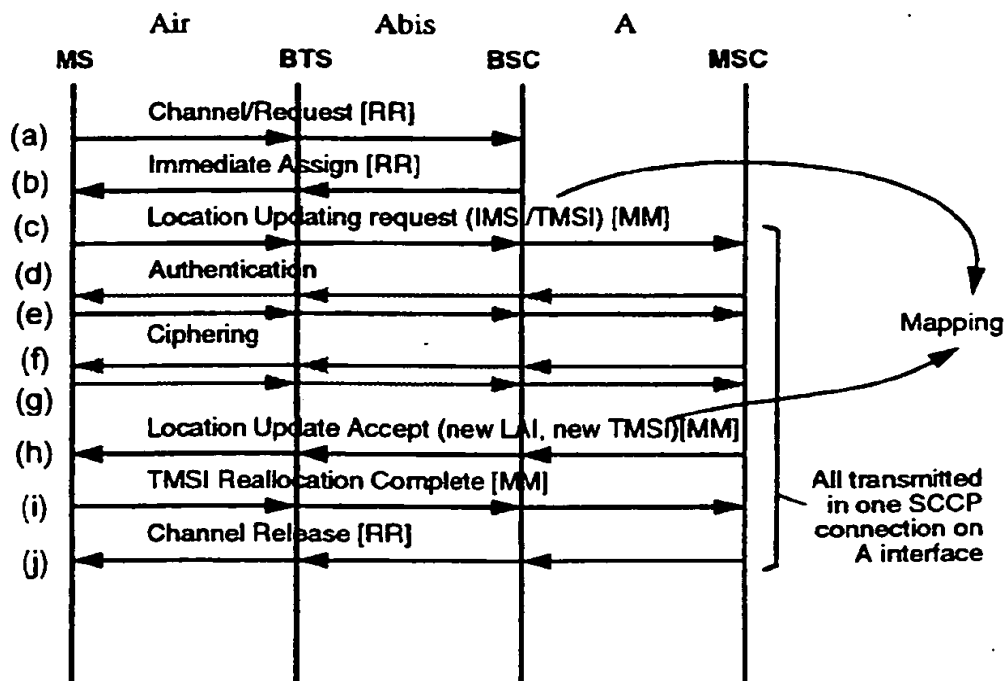 Air Abis A
MS BTS BSC MSC
(a) Channel/Request [RR]
(b) Immediate Assign [RR]
(c) Location Updating request (IMSI/TMSI) [MM]
(d) Authentication
(e)
Ciphering
(f)
(g)
Mapping
(h) Location Update Accept (new LAI, new TMSI)[MM]
(i) TMSI Reallocation Complete [MM]
(j) Channel Release [RR]
All transmitted
in one SCCP
connection on
A interface